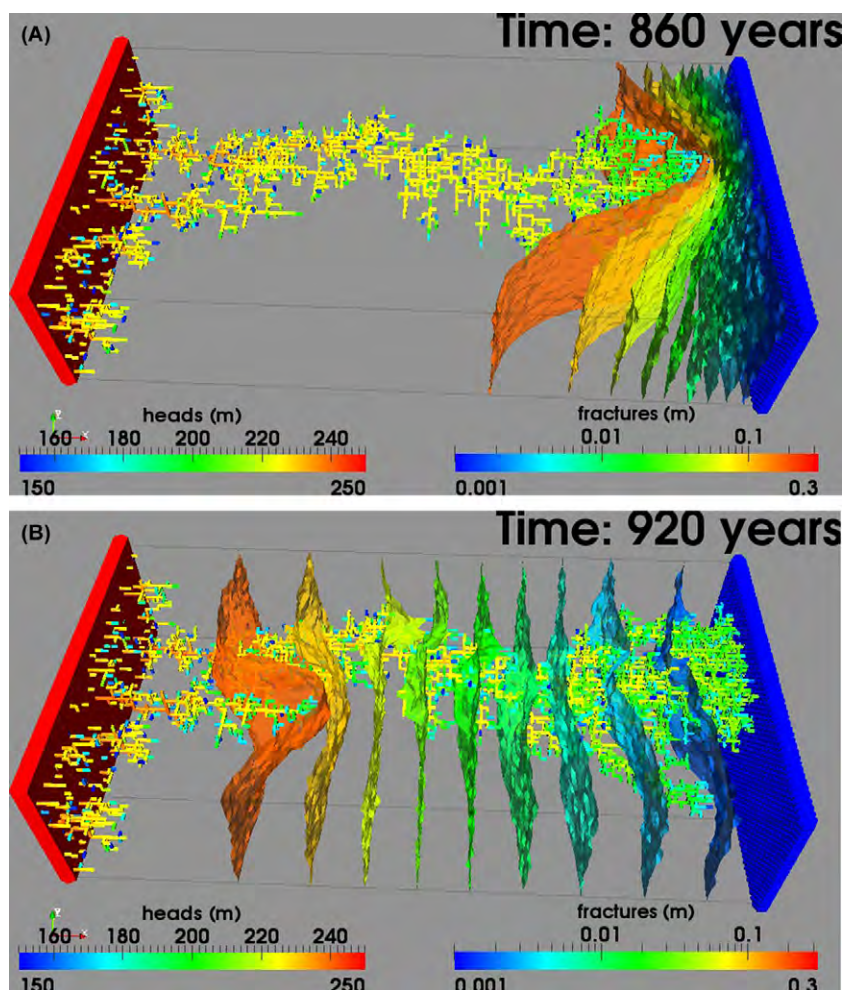 (A)
Time: 860 years
Y
X
heads (m)
fractures (m)
160 180 200 220 240
0.01 0.1
150 250
0.001 0.3
(B)
Time: 920 years
Y
X
heads (m)
fractures (m)
160 180 200 220 240
0.01 0.1
150 250
0.001 0.3